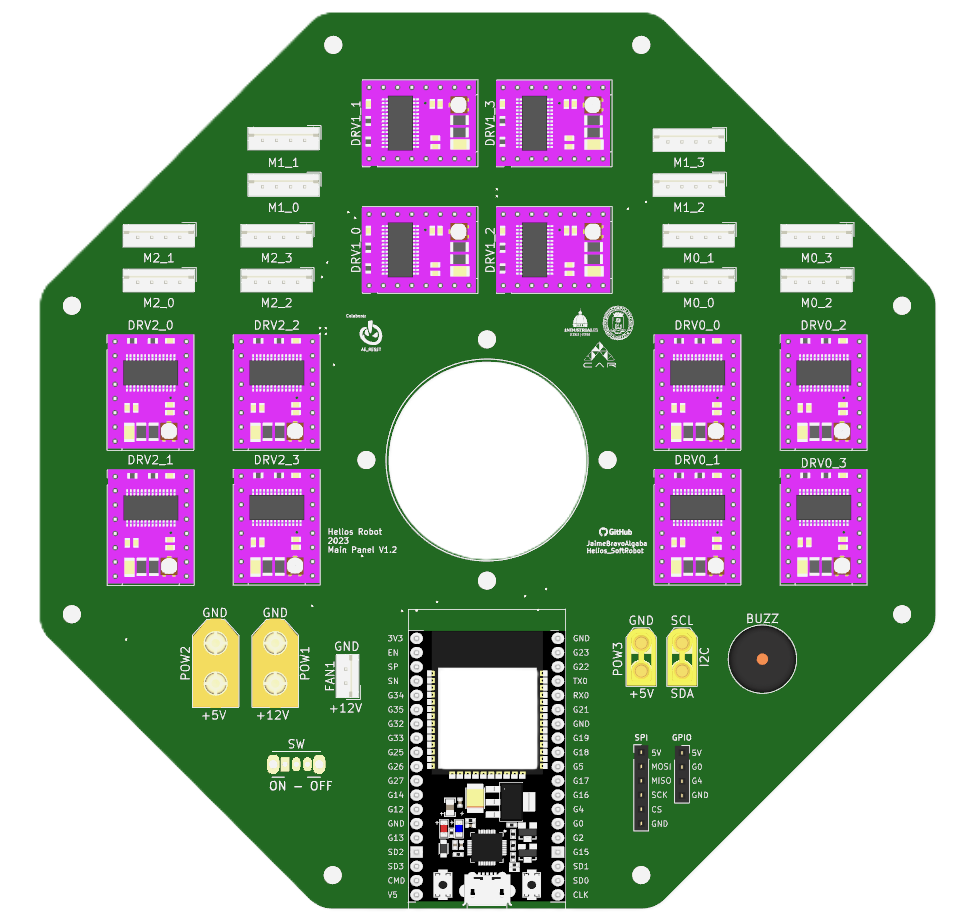 DRV1_1
DRV1_3
M1_1
M1_3
M1_0
M1_2
DRV1_0
DRV1_2
M2_1
M2_3
M0_1
M0_3
M2_0
M2_2
M0_0
M0_2
DRV2_0
DRV2_2
DRV0_0
DRV0_2
INDUSTRIALES
DRV2_1
DRV2_3
DRV0_1
DRV0_3
Helios Robot
2023
Main Panel V1.2
GitHub
JaimeBravoAlgaba
Helios_SoftRobot
GND
GND
POW2
POW1
+5V
+12V
GND
FAN1
+12V
SW
ON - OFF
3V3
EN
SP
SN
G34
G35
G32
G33
G25
G26
G27
G14
G12
GND
G13
SD2
SD3
CMD
V5
GND
G23
G22
TX0
RX0
G21
GND
G19
G18
G5
G17
G16
G4
G0
G2
G15
SD1
SD0
CLK
GND
SCL
POW3
I2C
+5V
SDA
BUZZ
SPI
5V
MOSI
MISO
SCK
CS
GND
GPIO
5V
G0
G4
GND